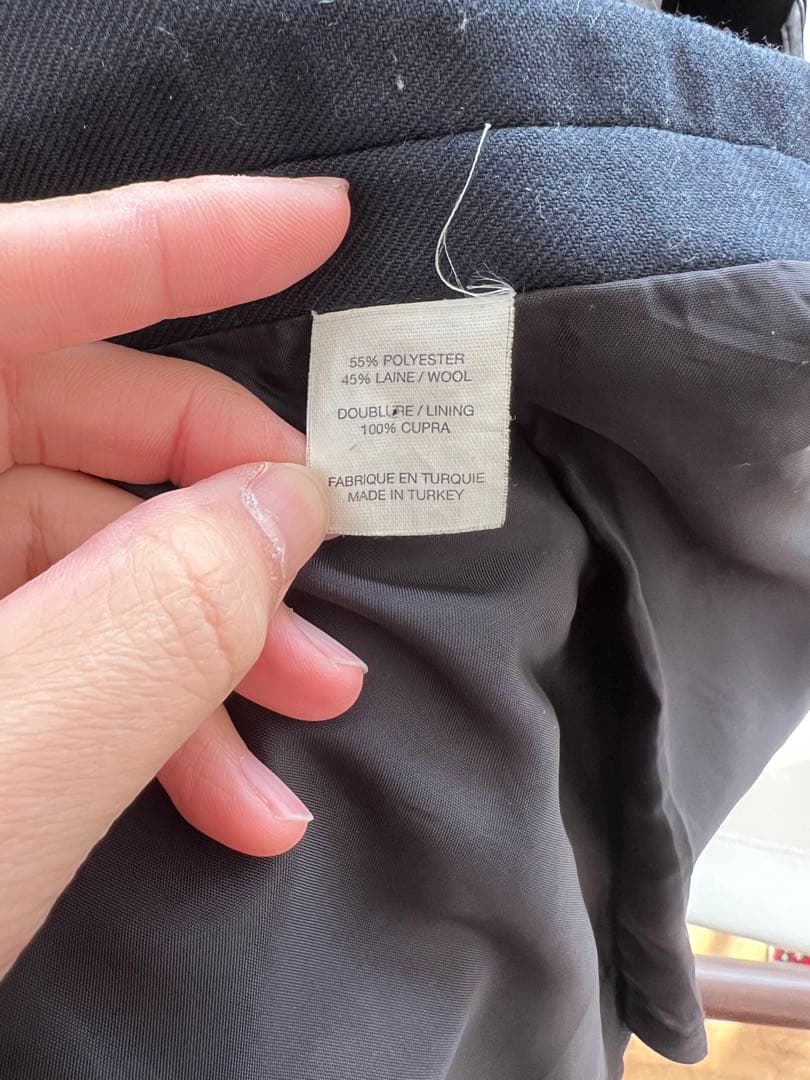 55% POLYESTER
45% LAINE / WOOL
DOUBLURE / LINING
100% CUPRA
FABRIQUE EN TURQUIE
MADE IN TURKEY